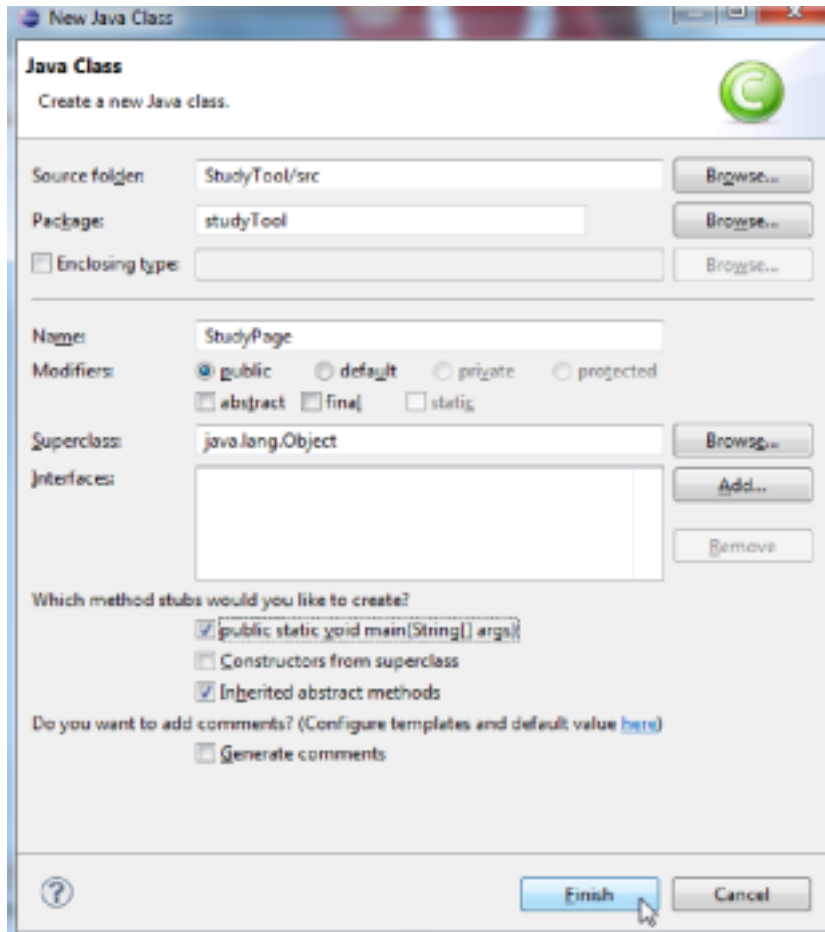 New Java Class
Java Class
Create a new Java class.
Source folder: StudyTool/src Browse...
Package: studyTool Browse...
Enclosing type: Browse...
Name: StudyPage
Modifiers: public default private protected
abstract final static
Superclass: java.lang.Object Browse...
Interfaces: Add...
Remove
Which method stubs would you like to create?
public static void main(String[] args)
Constructors from superclass
Inherited abstract methods
Do you want to add comments? (Configure templates and default value here)
Generate comments
Finish Cancel